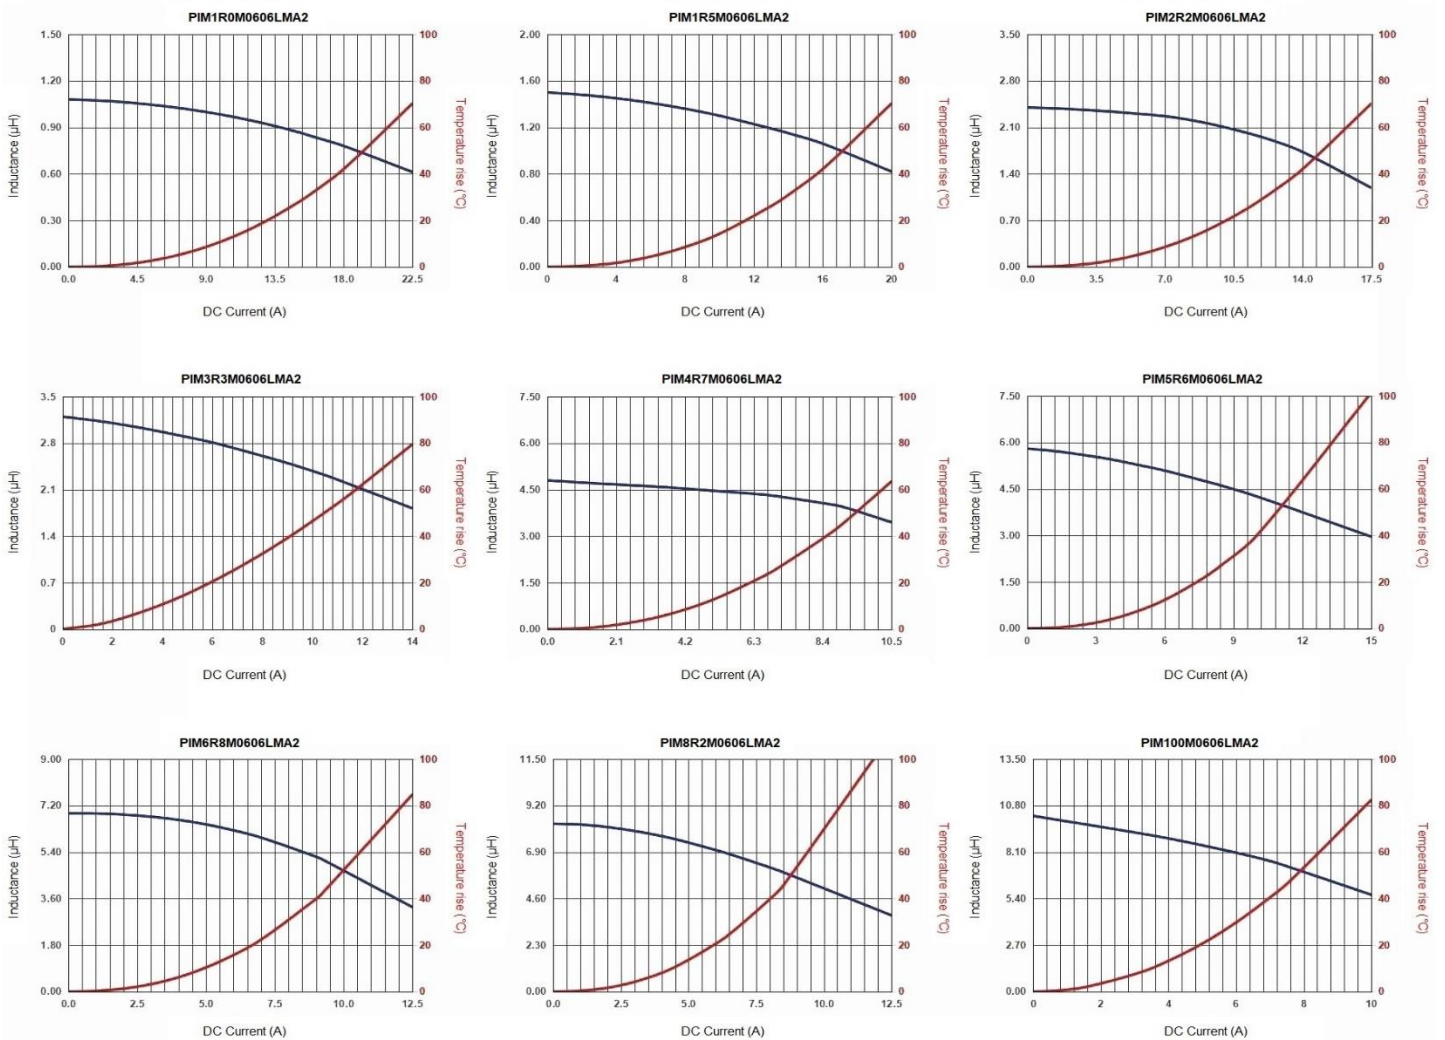 PIM1R0M0606LMA2
1.50
1.20
0.90
0.60
0.30
0.00
Inductance (μH)
100
80
60
40
20
0
Temperature rise (°C)
0.0 4.5 9.0 13.5 18.0 22.5
DC Current (A)
PIM1R5M0606LMA2
2.00
1.60
1.20
0.80
0.40
0.00
Inductance (μH)
100
80
60
40
20
0
Temperature rise (°C)
0 4 8 12 16 20
DC Current (A)
PIM2R2M0606LMA2
3.50
2.80
2.10
1.40
0.70
0.00
Inductance (μH)
100
80
60
40
20
0
Temperature rise (°C)
0.0 3.5 7.0 10.5 14.0 17.5
DC Current (A)
PIM3R3M0606LMA2
3.5
2.8
2.1
1.4
0.7
0
Inductance (μH)
100
80
60
40
20
0
Temperature rise (°C)
0 2 4 6 8 10 12 14
DC Current (A)
PIM4R7M0606LMA2
7.50
6.00
4.50
3.00
1.50
0.00
Inductance (μH)
100
80
60
40
20
0
Temperature rise (°C)
0.0 2.1 4.2 6.3 8.4 10.5
DC Current (A)
PIM5R6M0606LMA2
7.50
6.00
4.50
3.00
1.50
0.00
Inductance (μH)
100
80
60
40
20
0
Temperature rise (°C)
0 3 6 9 12 15
DC Current (A)
PIM6R8M0606LMA2
9.00
7.20
5.40
3.60
1.80
0.00
Inductance (μH)
100
80
60
40
20
0
Temperature rise (°C)
0.0 2.5 5.0 7.5 10.0 12.5
DC Current (A)
PIM8R2M0606LMA2
11.50
9.20
6.90
4.60
2.30
0.00
Inductance (μH)
100
80
60
40
20
0
Temperature rise (°C)
0.0 2.5 5.0 7.5 10.0 12.5
DC Current (A)
PIM100M0606LMA2
13.50
10.80
8.10
5.40
2.70
0.00
Inductance (μH)
100
80
60
40
20
0
Temperature rise (°C)
0 2 4 6 8 10
DC Current (A)